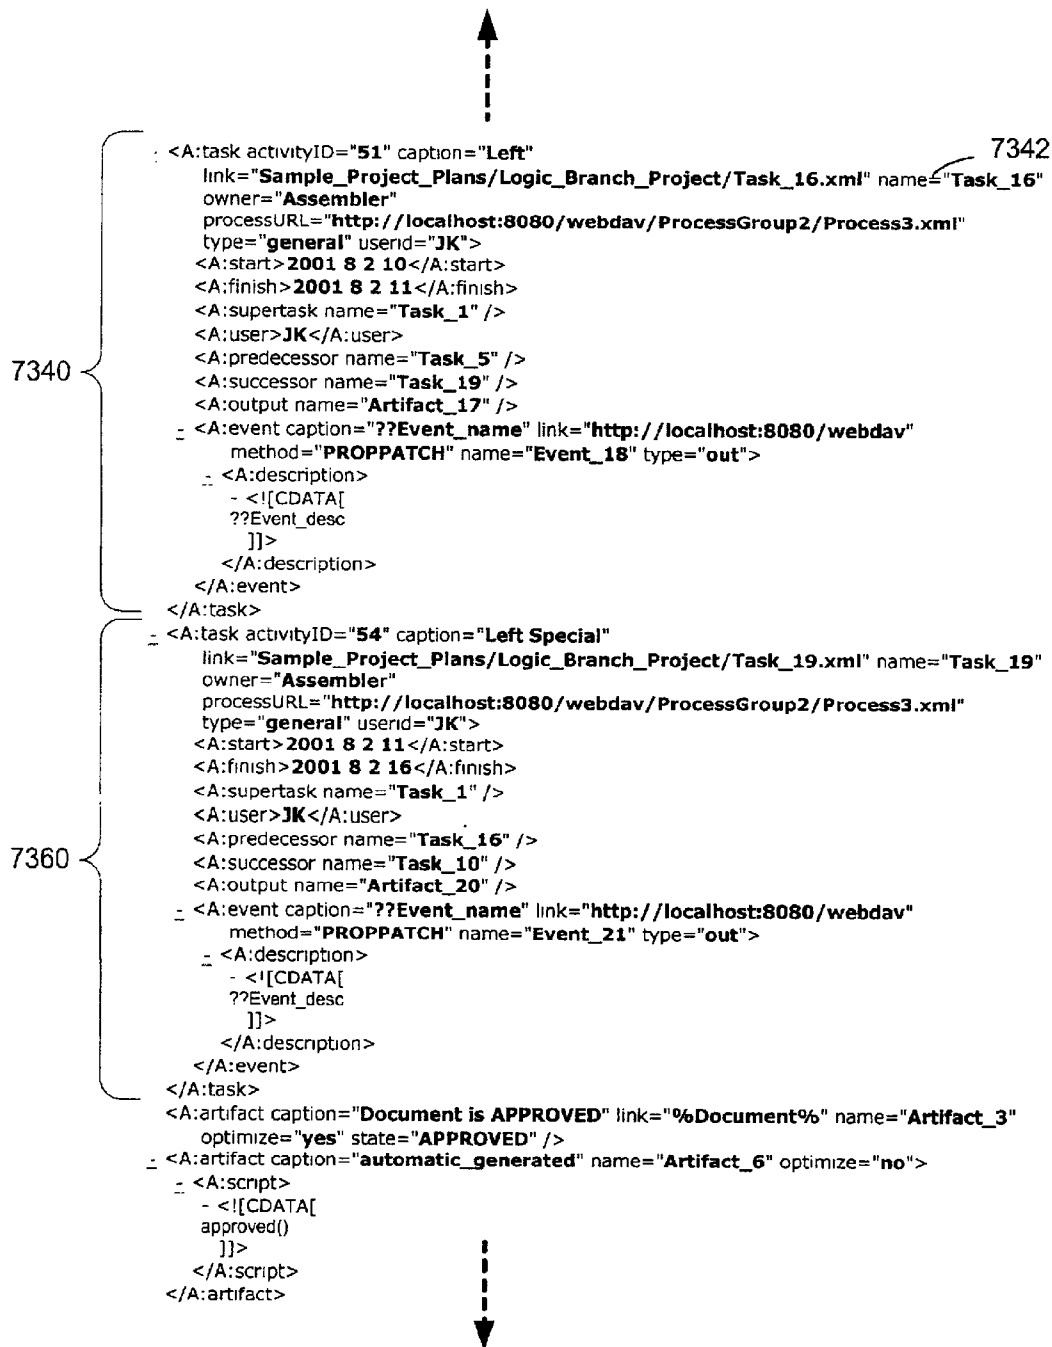 7342
- <A:task activityID="51" caption="Left"
link="Sample_Project_Plans/Logic_Branch_Project/Task_16.xml" name="Task_16"
owner="Assembler"
processURL="http://localhost:8080/webdav/ProcessGroup2/Process3.xml"
type="general" userid="JK">
<A:start>2001 8 2 10</A:start>
<A:finish>2001 8 2 11</A:finish>
<A:supertask name="Task_1" />
<A:user>JK</A:user>
7340
<A:predecessor name="Task_5" />
<A:successor name="Task_19" />
<A:output name="Artifact_17" />
- <A:event caption="??Event_name" link="http://localhost:8080/webdav"
method="PROPPATCH" name="Event_18" type="out">
- <A:description>
- <![CDATA[
??Event_desc
]]>
</A:description>
</A:event>
</A:task>
- <A:task activityID="54" caption="Left Special"
link="Sample_Project_Plans/Logic_Branch_Project/Task_19.xml" name="Task_19"
owner="Assembler"
processURL="http://localhost:8080/webdav/ProcessGroup2/Process3.xml"
type="general" userid="JK">
<A:start>2001 8 2 11</A:start>
<A:finish>2001 8 2 16</A:finish>
<A:supertask name="Task_1" />
<A:user>JK</A:user>
<A:predecessor name="Task_16" />
7360
<A:successor name="Task_10" />
<A:output name="Artifact_20" />
- <A:event caption="??Event_name" link="http://localhost:8080/webdav"
method="PROPPATCH" name="Event_21" type="out">
- <A:description>
- <![CDATA[
??Event_desc
]]>
</A:description>
</A:event>
</A:task>
<A:artifact caption="Document is APPROVED" link="%Document%" name="Artifact_3"
optimize="yes" state="APPROVED" />
- <A:artifact caption="automatic_generated" name="Artifact_6" optimize="no">
- <A:script>
- <![CDATA[
approved()
]]>
</A:script>
</A:artifact>